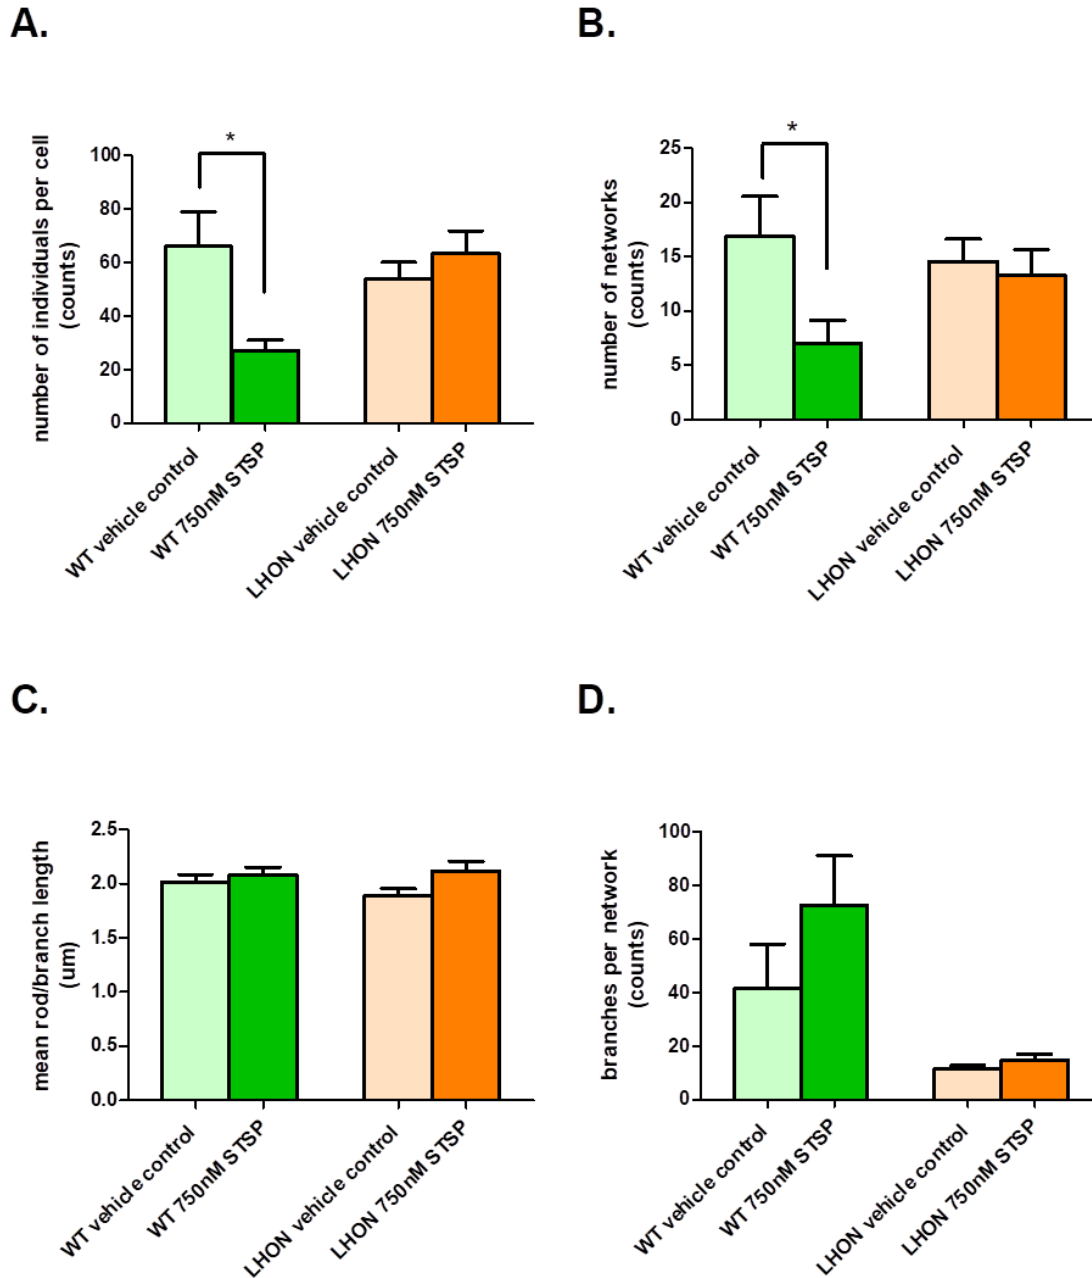 A.
number of individuals per cell
(counts)
100
80
60
40
20
0
*
WT vehicle control
WT 750nM STSP
LHON vehicle control
LHON 750nM STSP
B.
number of networks
(counts)
25
20
15
10
5
0
*
WT vehicle control
WT 750nM STSP
LHON vehicle control
LHON 750nM STSP
C.
mean rod/branch length
(um)
2.5
2.0
1.5
1.0
0.5
0.0
WT vehicle control
WT 750nM STSP
LHON vehicle control
LHON 750nM STSP
D.
branches per network
(counts)
100
80
60
40
20
0
WT vehicle control
WT 750nM STSP
LHON vehicle control
LHON 750nM STSP